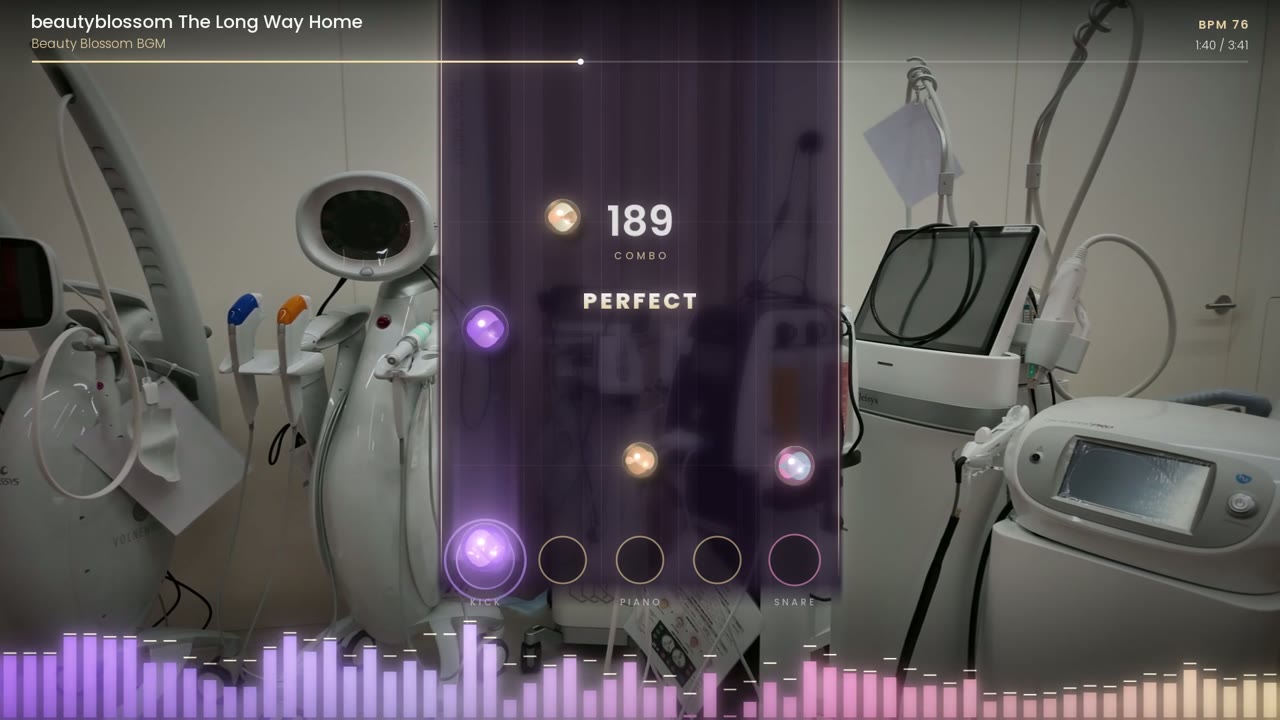 beautyblossom The Long Way Home
Beauty Blossom BGM
BPM 76
1:40 / 3:41
189
COMBO
PERFECT
KICK
PIANO
SNARE